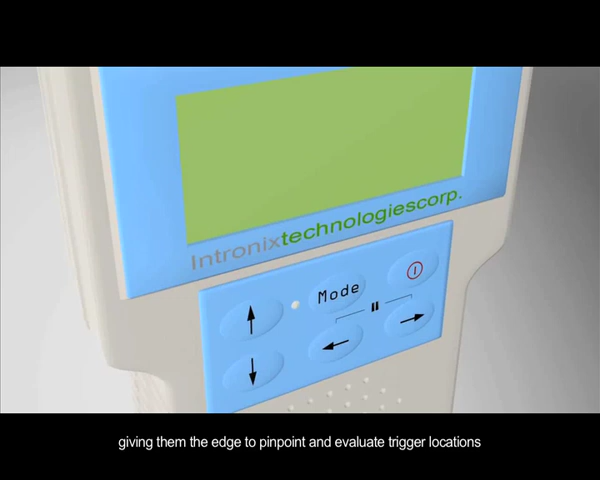 Intronixtechnologiescorp.
Mode
giving them the edge to pinpoint and evaluate trigger locations